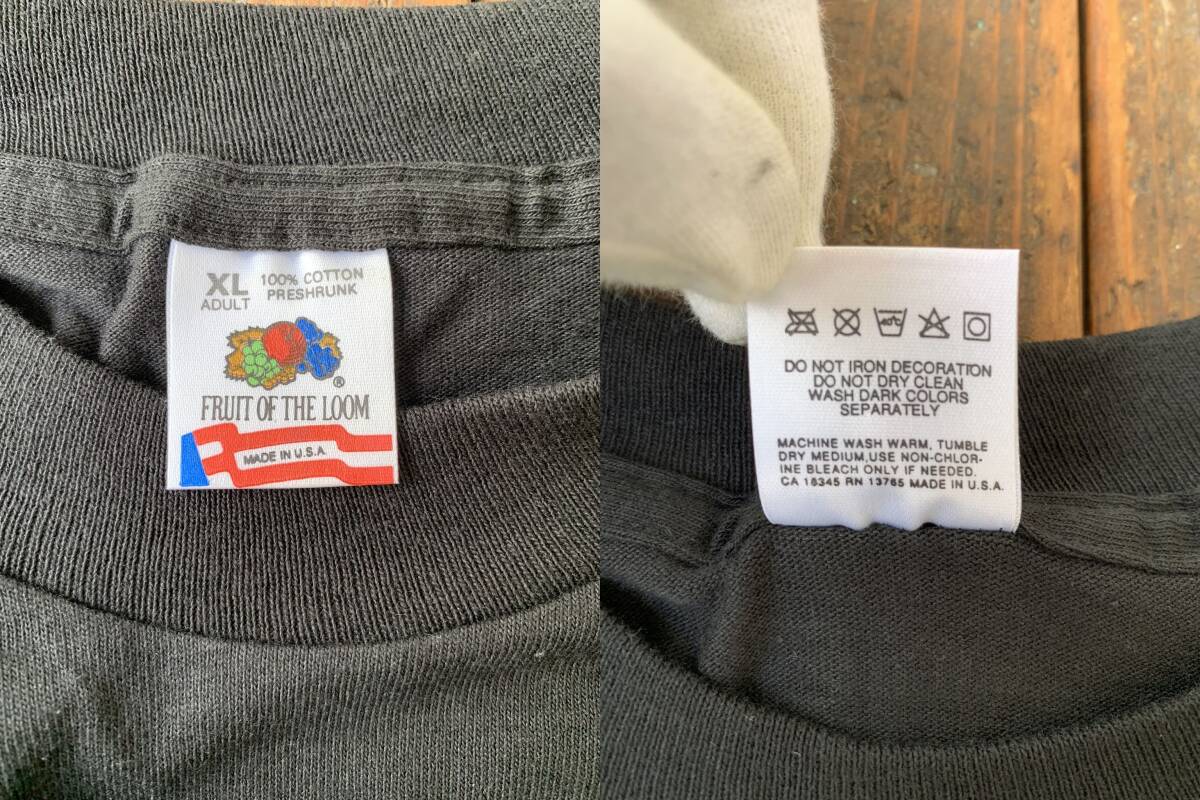 XL 100% COTTON
ADULT PRESHRUNK
®
FRUIT OF THE LOOM
MADE IN U.S.A.
40°C
DO NOT IRON DECORATION
DO NOT DRY CLEAN
WASH DARK COLORS
SEPARATELY
MACHINE WASH WARM, TUMBLE
DRY MEDIUM,USE NON-CHLOR-
INE BLEACH ONLY IF NEEDED.
CA 18345 RN 13765 MADE IN U.S.A.